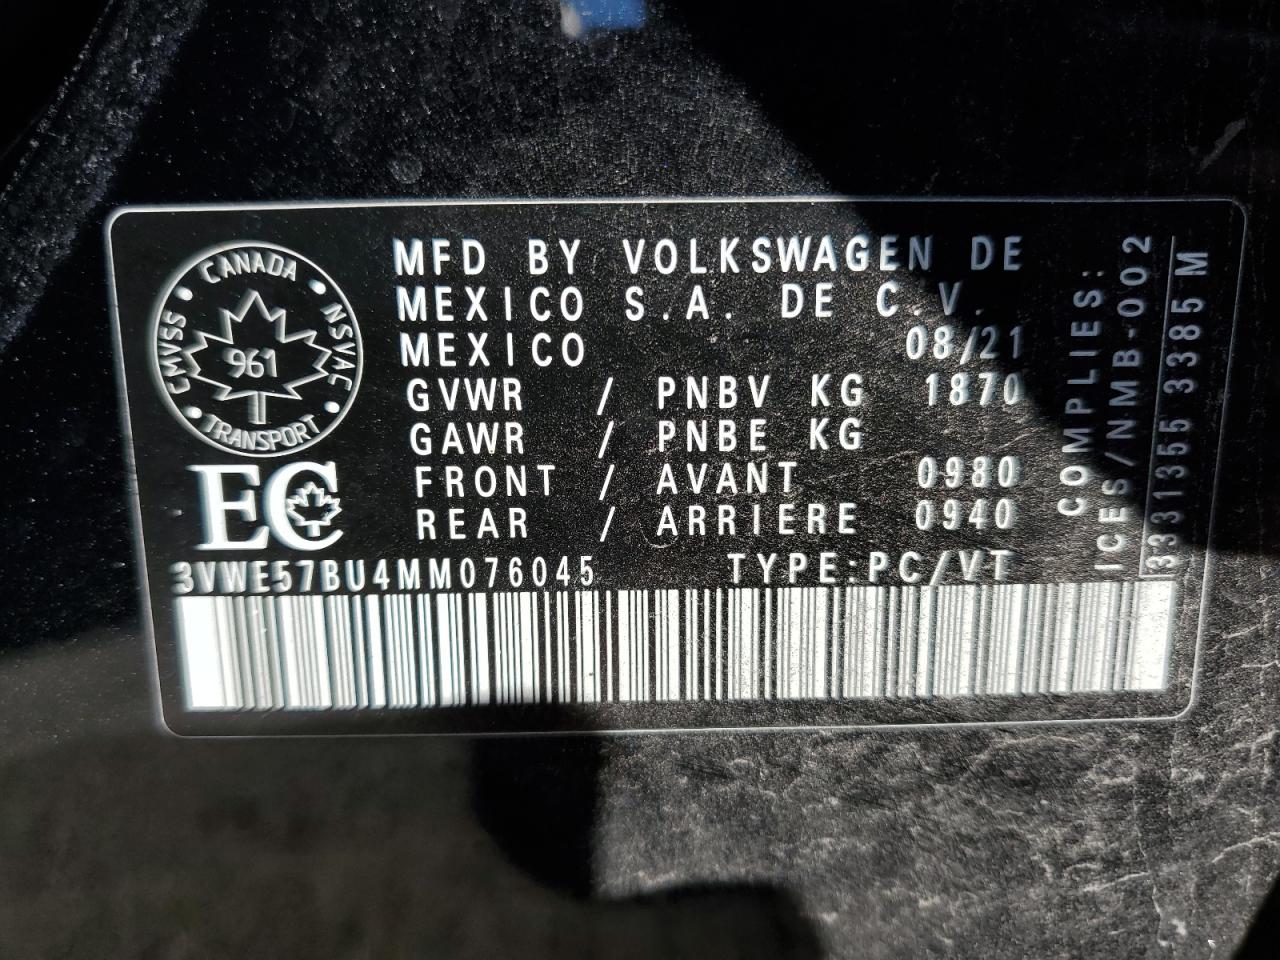 CANADA
CMVSS NSVAC
961
TRANSPORT
EC
MFD BY VOLKSWAGEN DE
MEXICO S.A. DE C.V.
MEXICO 08/21
GVWR / PNBV KG 1870
GAWR / PNBE KG
FRONT / AVANT 0980
REAR / ARRIERE 0940
3VWE57BU4MM076045 TYPE:PC/VT
COMPLIES:
ICES/NMB-002
3331355 3385 M